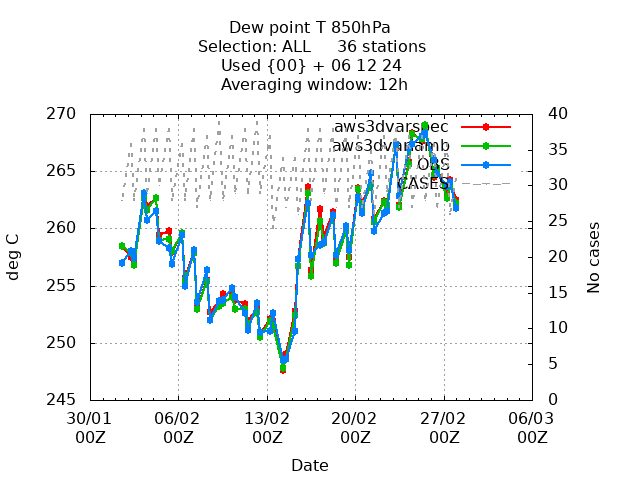 Dew point T 850hPa
Selection: ALL     36 stations
Used {00} + 06 12 24
Averaging window: 12h
270
265
260
255
250
245
40
35
30
25
20
15
10
5
0
aws3dvarspec
aws3dvaramb
OBS
CASES
deg C
No cases
30/01 06/02 13/02 20/02 27/02 06/03
00Z 00Z 00Z 00Z 00Z 00Z
Date